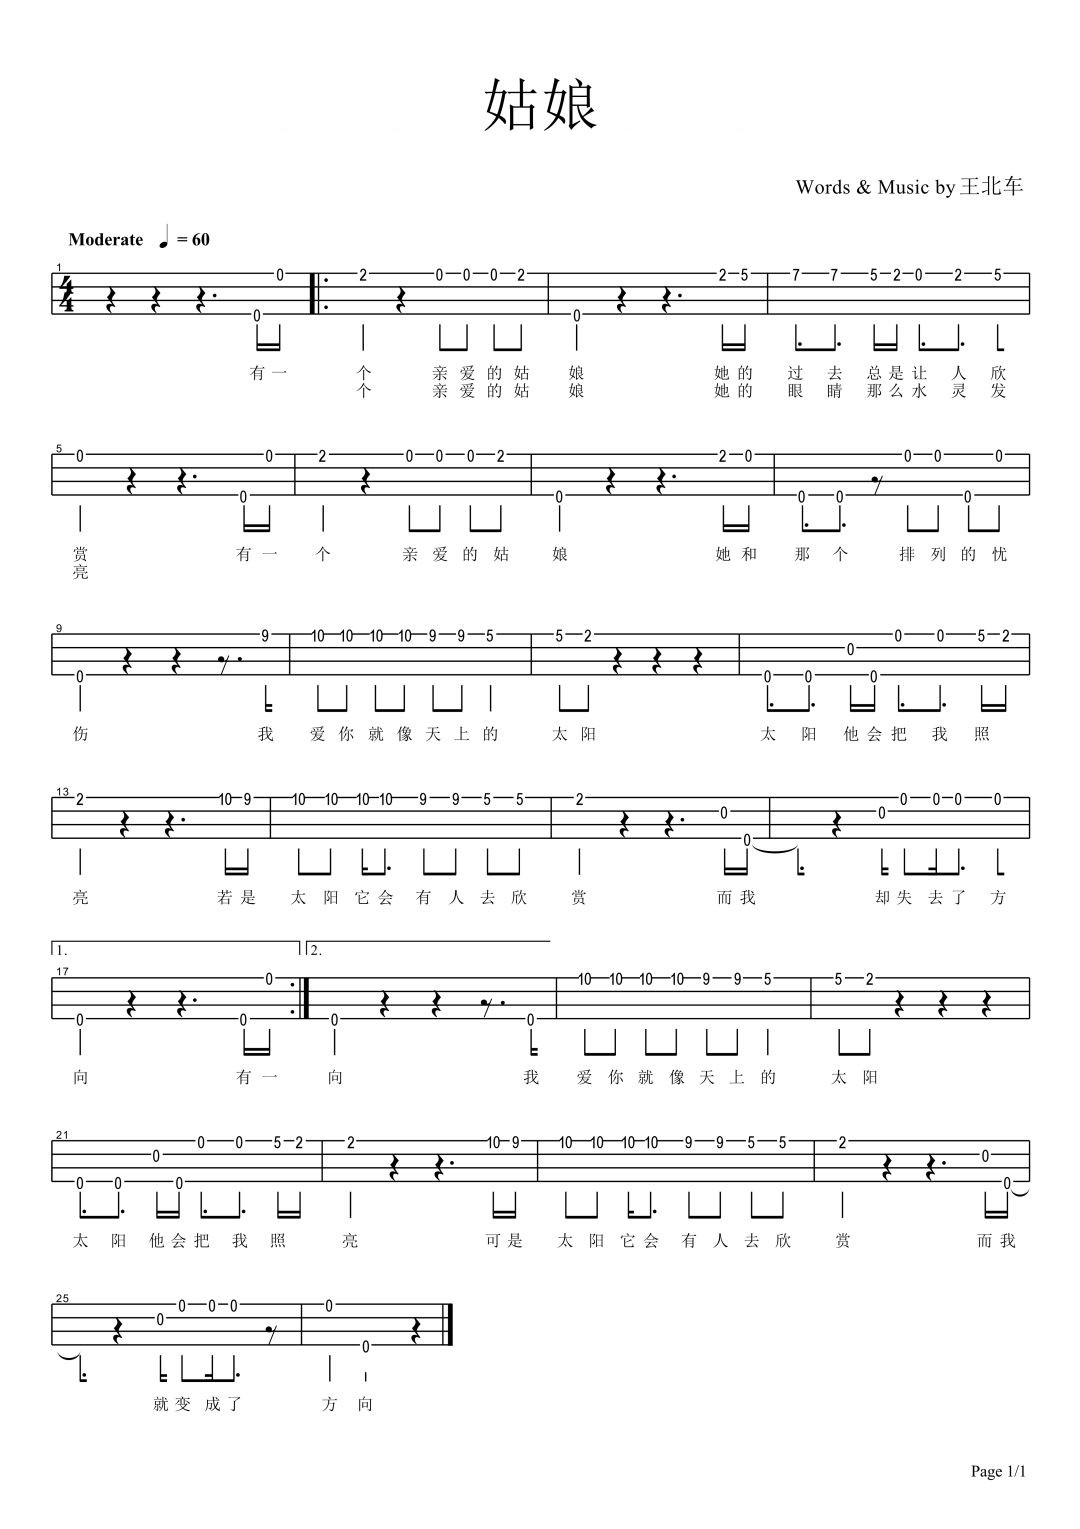 姑娘
Words & Music by 王北车
Moderate = 60
1 4 4 0 0 2 0 0 0 2 0 2 5 7 7 5 2 0 2 5
有一 个 亲 爱 的 姑 娘 她的 过 去 总是让 人 欣
个 亲 爱 的 姑 娘 她的 眼 睛 那么水 灵 发
5 0 0 0 2 0 0 0 2 0 2 0 0 0 0 0 0 0
赏 有 一 个 亲 爱 的 姑 娘 她 和 那 个 排 列 的 忧
亮
9 0 9 10 10 10 10 9 9 5 5 2 0 0 0 0 0 0 5 2
伤 我 爱 你 就 像 天 上 的 太 阳 太 阳 他会把 我 照
13 2 10 9 10 10 10 10 9 9 5 5 2 0 0 0 0 0 0 0
亮 若是 太 阳 它会 有 人 去 欣 赏 而我 却失 去了 方
1. 2.
17 0 0 0 0 0 10 10 10 10 9 9 5 5 2
向 有一 向 我 爱 你 就 像 天 上 的 太 阳
21 0 0 0 0 0 0 5 2 2 10 9 10 10 10 10 9 9 5 5 2 0 0
太 阳 他会把 我 照 亮 可是 太 阳 它会 有 人 去 欣 赏 而我
25 0 0 0 0 0 0
就变 成了 方 向
Page 1/1